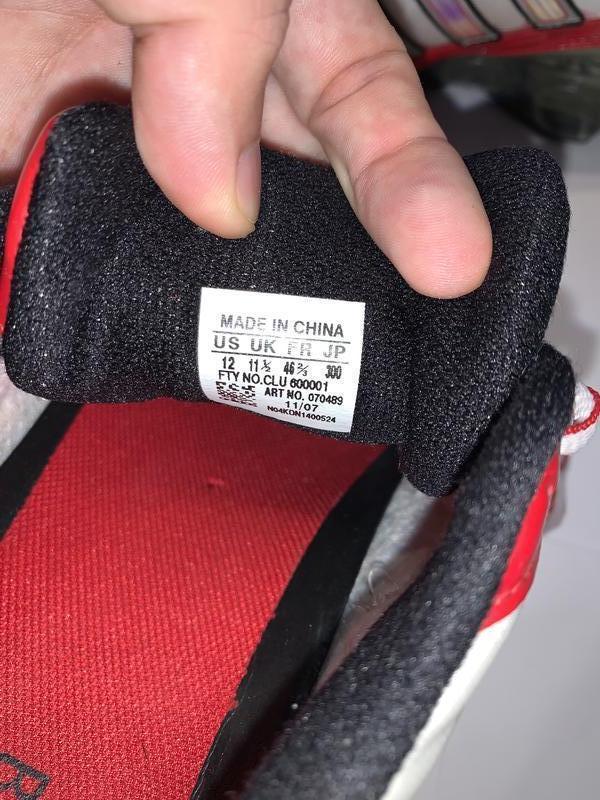 MADE IN CHINA
US UK FR JP
12 11½ 46⅔ 300
FTY NO.CLU 600001
ART NO. 070489
11/07
N04KDN1400524
R